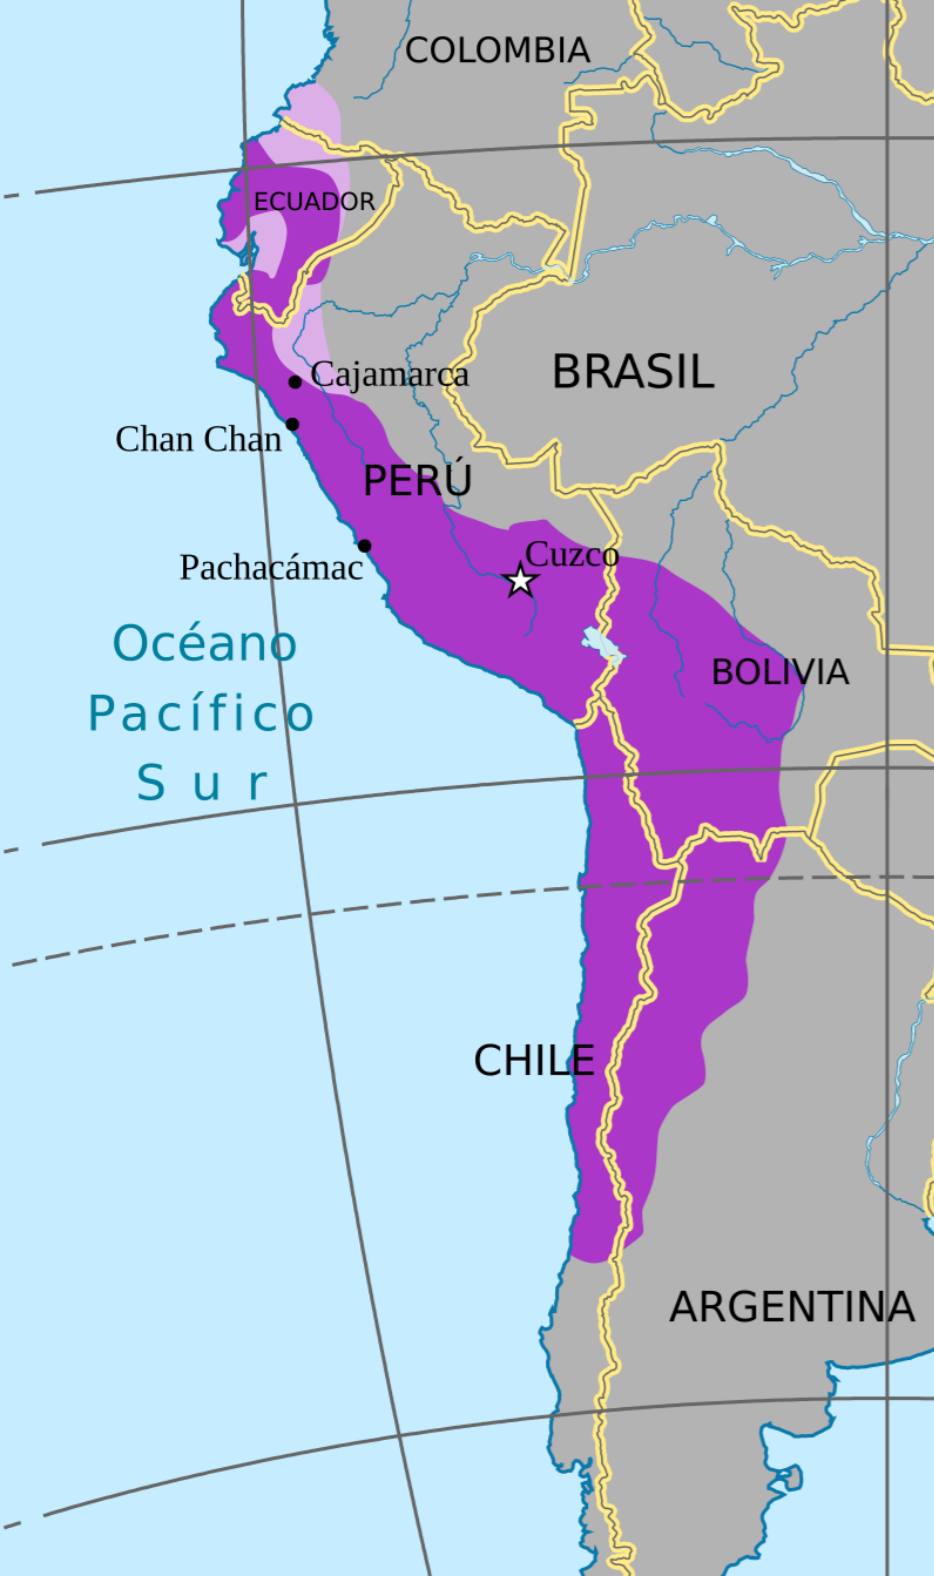 COLOMBIA
ECUADOR
BRASIL
Cajamarca
Chan Chan
PERÚ
Cuzco
Pachacámac
Océano
Pacífico
Sur
BOLIVIA
CHILE
ARGENTINA